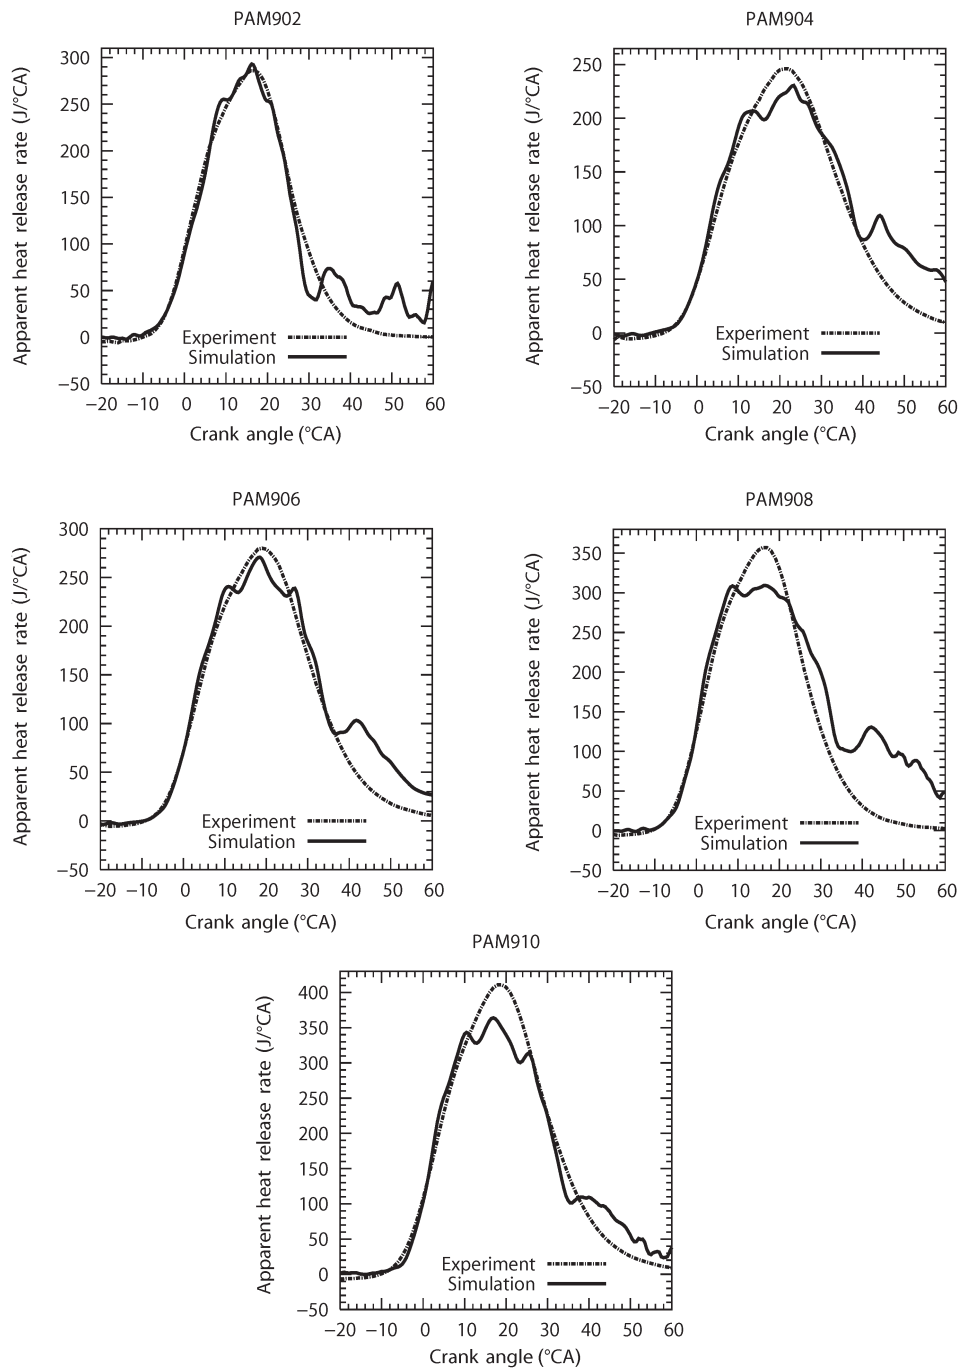 PAM902
Apparent heat release rate (J/°CA)
300
250
200
150
100
50
0
−50
Experiment
Simulation
−20 −10 0 10 20 30 40 50 60
Crank angle (°CA)
PAM904
Apparent heat release rate (J/°CA)
250
200
150
100
50
0
−50
Experiment
Simulation
−20 −10 0 10 20 30 40 50 60
Crank angle (°CA)
PAM906
Apparent heat release rate (J/°CA)
300
250
200
150
100
50
0
−50
Experiment
Simulation
−20 −10 0 10 20 30 40 50 60
Crank angle (°CA)
PAM908
Apparent heat release rate (J/°CA)
350
300
250
200
150
100
50
0
−50
Experiment
Simulation
−20 −10 0 10 20 30 40 50 60
Crank angle (°CA)
PAM910
Apparent heat release rate (J/°CA)
400
350
300
250
200
150
100
50
0
−50
Experiment
Simulation
−20 −10 0 10 20 30 40 50 60
Crank angle (°CA)